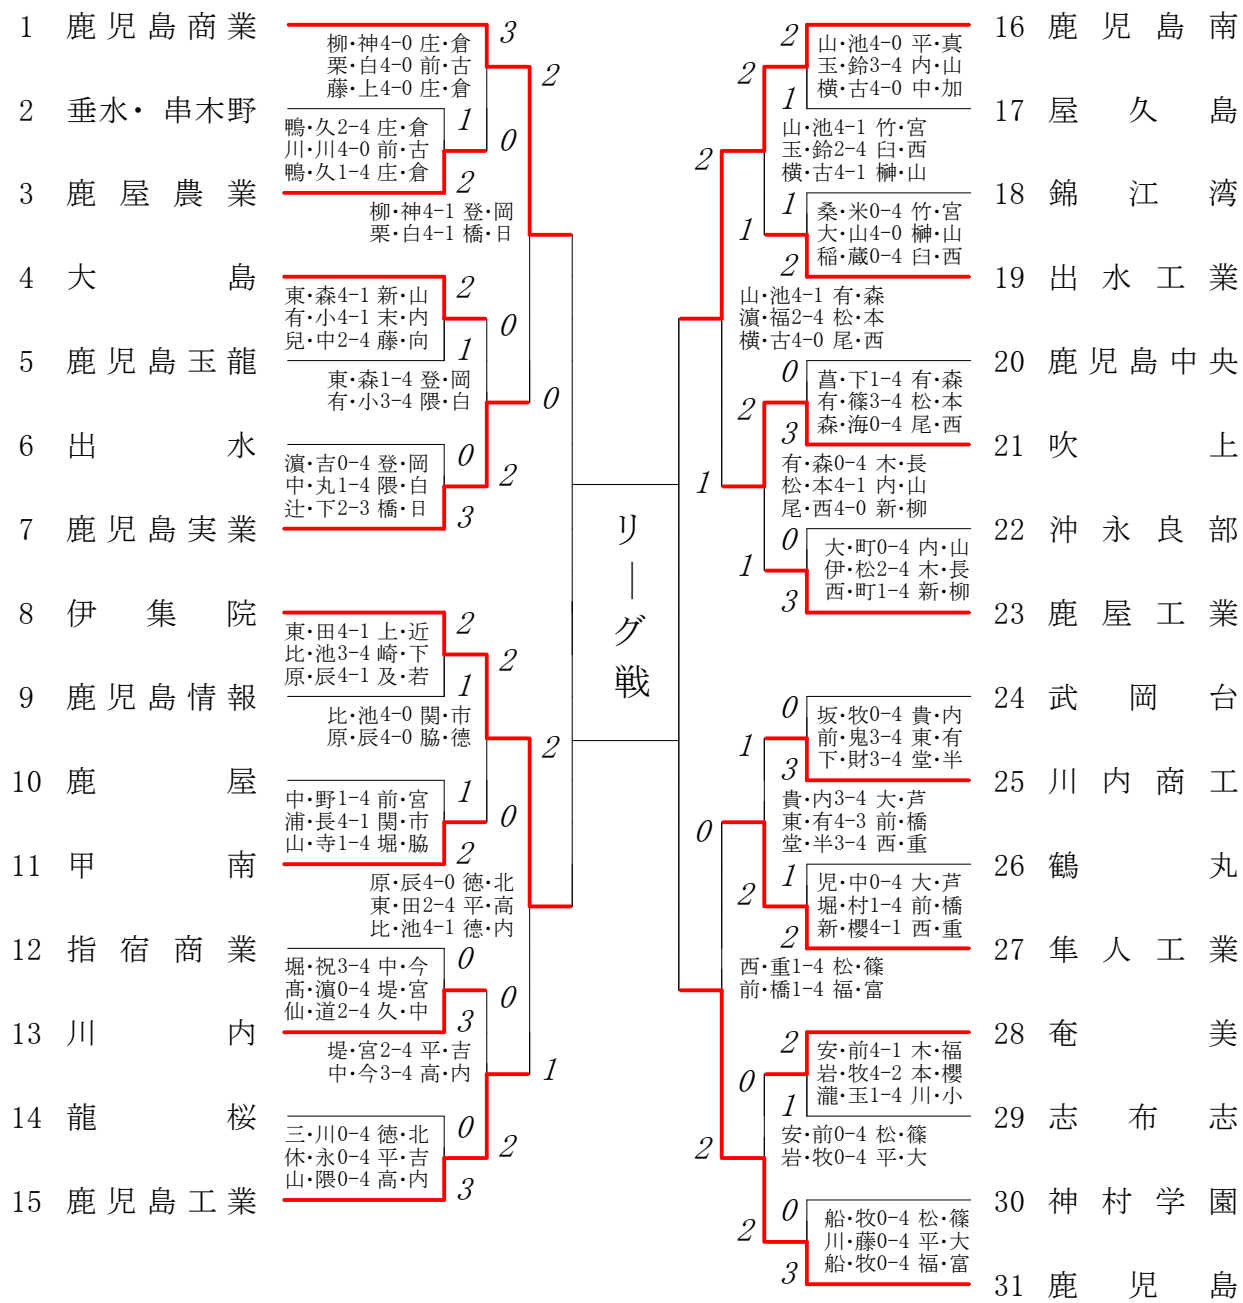 1 鹿児島商業
3
柳・神4-0 庄・倉
栗・白4-0 前・古
藤・上4-0 庄・倉
2
2 垂水・串木野
1
鴨・久2-4 庄・倉
川・川4-0 前・古
鴨・久1-4 庄・倉
0
3 鹿屋農業
2
柳・神4-1 登・岡
栗・白4-1 橋・日
4 大島
2
東・森4-1 新・山
有・小4-1 末・内
兒・中2-4 藤・向
0
5 鹿児島玉龍
1
東・森1-4 登・岡
有・小3-4 隈・白
0
6 出水
0
濵・吉0-4 登・岡
中・丸1-4 隈・白
辻・下2-3 橋・日
2
7 鹿児島実業
3
8 伊集院
2
東・田4-1 上・近
比・池3-4 崎・下
原・辰4-1 及・若
2
9 鹿児島情報
1
比・池4-0 関・市
原・辰4-0 脇・德
2
10 鹿屋
1
中・野1-4 前・宮
浦・長4-1 関・市
山・寺1-4 堀・脇
0
11 甲南
2
原・辰4-0 徳・北
東・田2-4 平・高
比・池4-1 德・内
12 指宿商業
0
堀・祝3-4 中・今
髙・濵0-4 堤・宮
仙・道2-4 久・中
0
13 川内
3
堤・宮2-4 平・吉
中・今3-4 高・内
1
14 龍桜
0
三・川0-4 徳・北
休・永0-4 平・吉
山・隈0-4 高・内
2
15 鹿児島工業
3
リーグ戦
16 鹿児島南
2
山・池4-0 平・真
玉・鈴3-4 内・山
横・古4-0 中・加
2
17 屋久島
1
山・池4-1 竹・宮
玉・鈴2-4 臼・西
横・古4-1 榊・山
2
18 錦江湾
1
桑・米0-4 竹・宮
大・山4-0 榊・山
稲・蔵0-4 臼・西
1
19 出水工業
2
山・池4-1 有・森
濵・福2-4 松・本
横・古4-0 尾・西
20 鹿児島中央
0
菖・下1-4 有・森
有・篠3-4 松・本
森・海0-4 尾・西
2
21 吹上
3
有・森0-4 木・長
松・本4-1 内・山
尾・西4-0 新・柳
1
22 沖永良部
0
大・町0-4 内・山
伊・松2-4 木・長
西・町1-4 新・柳
1
23 鹿屋工業
3
24 武岡台
0
坂・牧0-4 貴・内
前・鬼3-4 東・有
下・財3-4 堂・半
1
25 川内商工
3
貴・内3-4 大・芦
東・有4-3 前・橋
堂・半3-4 西・重
0
26 鶴丸
1
児・中0-4 大・芦
堀・村1-4 前・橋
新・櫻4-1 西・重
2
27 隼人工業
2
西・重1-4 松・篠
前・橋1-4 福・富
28 奄美
2
安・前4-1 木・福
岩・牧4-2 本・櫻
瀧・玉1-4 川・小
0
29 志布志
1
安・前0-4 松・篠
岩・牧0-4 平・大
2
30 神村学園
0
船・牧0-4 松・篠
川・藤0-4 平・大
船・牧0-4 福・富
2
31 鹿児島
3